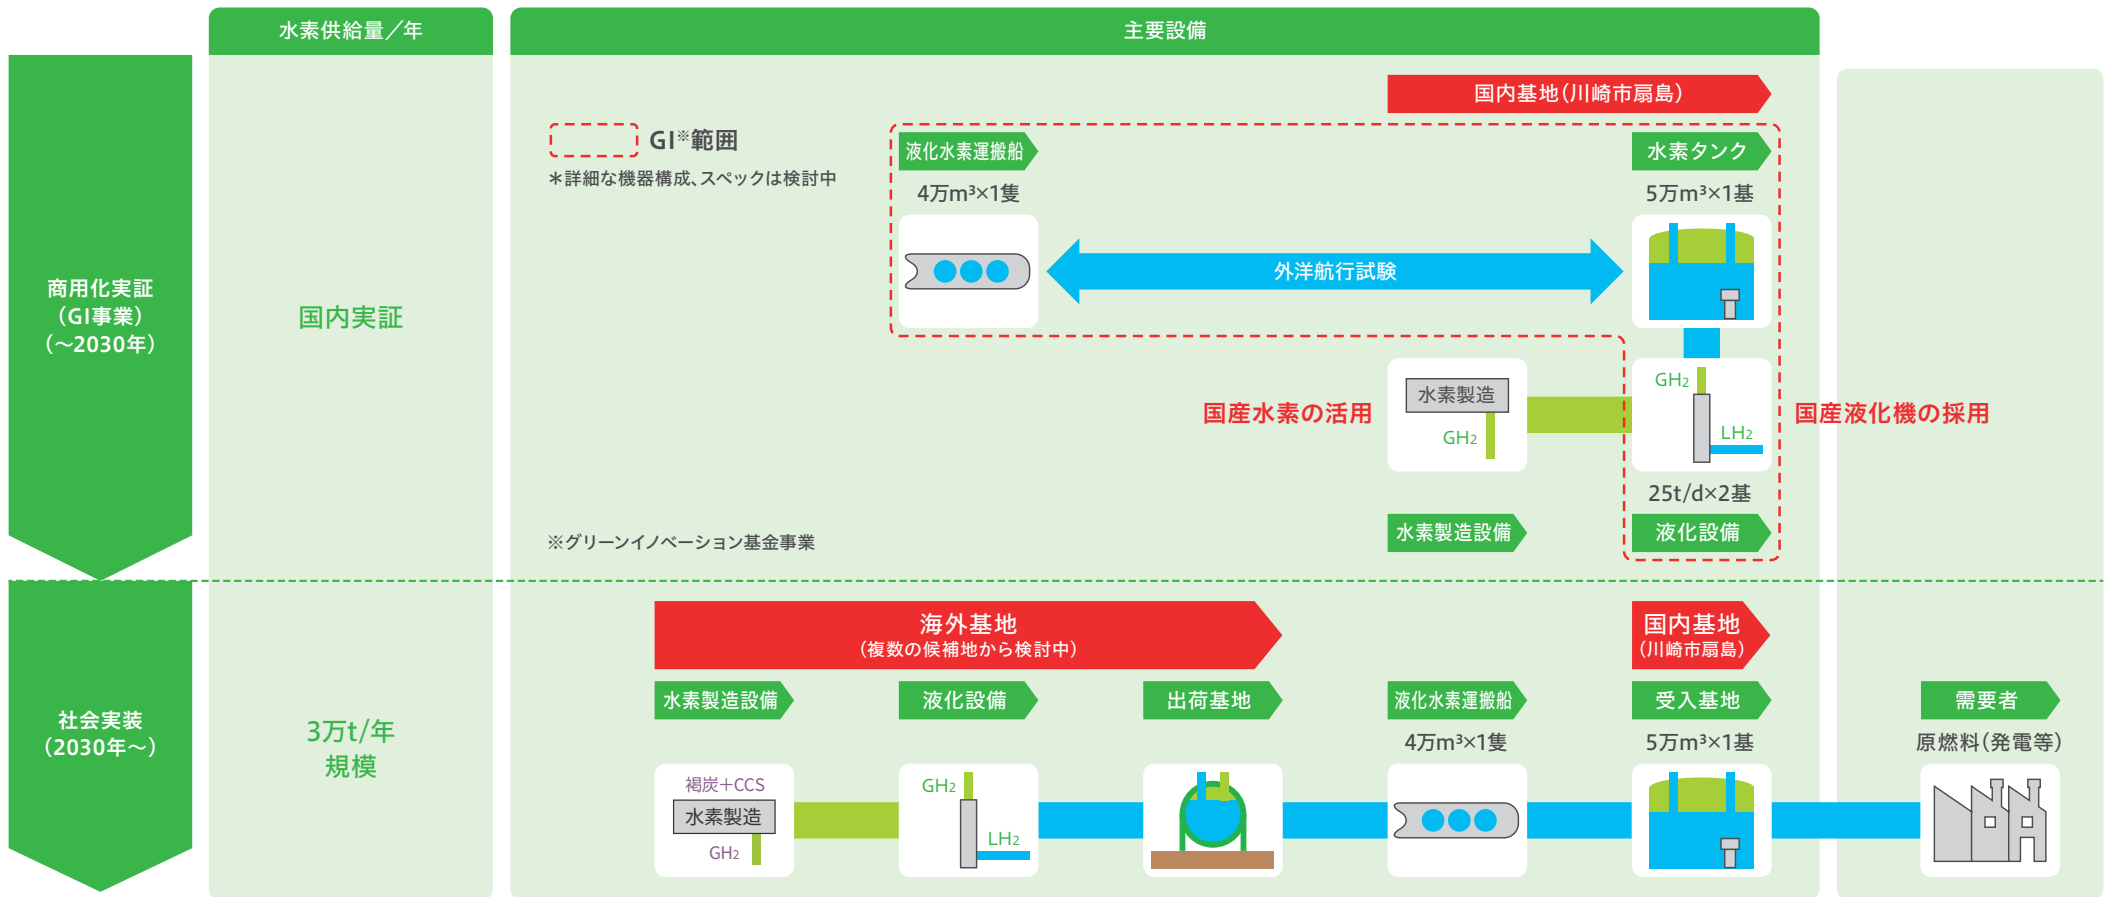 水素供給量／年
主要設備
商用化実証
（GI事業）
（～2030年）
国内実証
GI※範囲
＊詳細な機器構成、スペックは検討中
国内基地（川崎市扇島）
液化水素運搬船
4万m³×1隻
外洋航行試験
水素タンク
5万m³×1基
国産水素の活用
水素製造
GH2
水素製造設備
GH2
LH2
25t/d×2基
液化設備
国産液化機の採用
※グリーンイノベーション基金事業
社会実装
（2030年～）
3万t/年
規模
海外基地
（複数の候補地から検討中）
国内基地
（川崎市扇島）
水素製造設備
褐炭＋CCS
水素製造
GH2
液化設備
GH2
LH2
出荷基地
液化水素運搬船
4万m³×1隻
受入基地
5万m³×1基
需要者
原燃料（発電等）